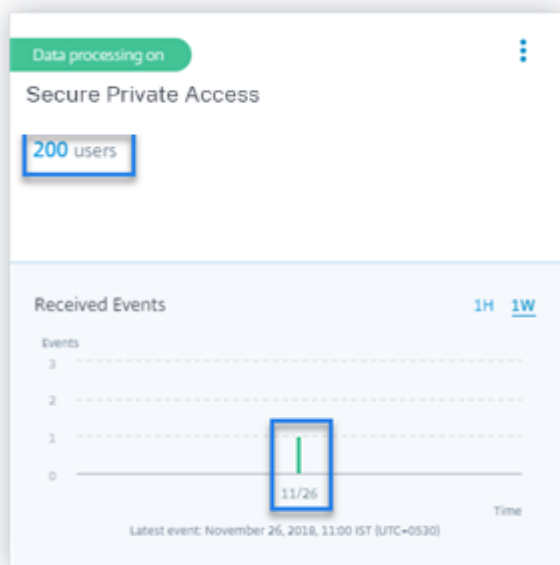 Data processing on
Secure Private Access
200 users
Received Events
1H 1W
Events
3
2
1
0
11/26
Time
Latest event: November 26, 2018, 11:00 IST (UTC+0530)